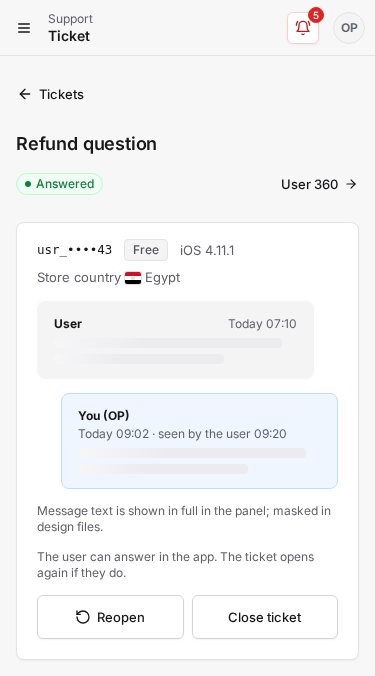 Support
Ticket
5
OP
Tickets
Refund question
Answered
User 360
usr_••••43
Free
iOS 4.11.1
Store country 🇪🇬 Egypt
User
Today 07:10
You (OP)
Today 09:02 · seen by the user 09:20
Message text is shown in full in the panel; masked in
design files.
The user can answer in the app. The ticket opens
again if they do.
Reopen
Close ticket